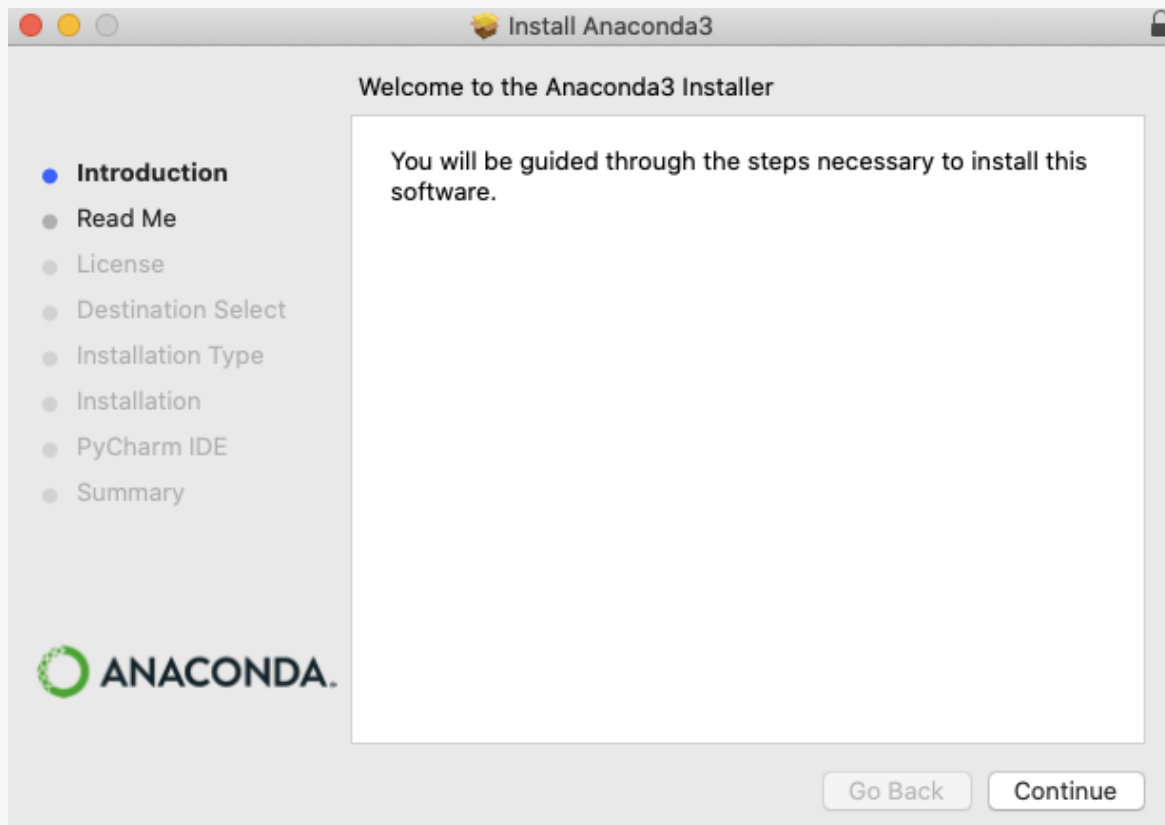 Install Anaconda3
Welcome to the Anaconda3 Installer
You will be guided through the steps necessary to install this
software.
Introduction
Read Me
License
Destination Select
Installation Type
Installation
PyCharm IDE
Summary
ANACONDA.
Go Back
Continue